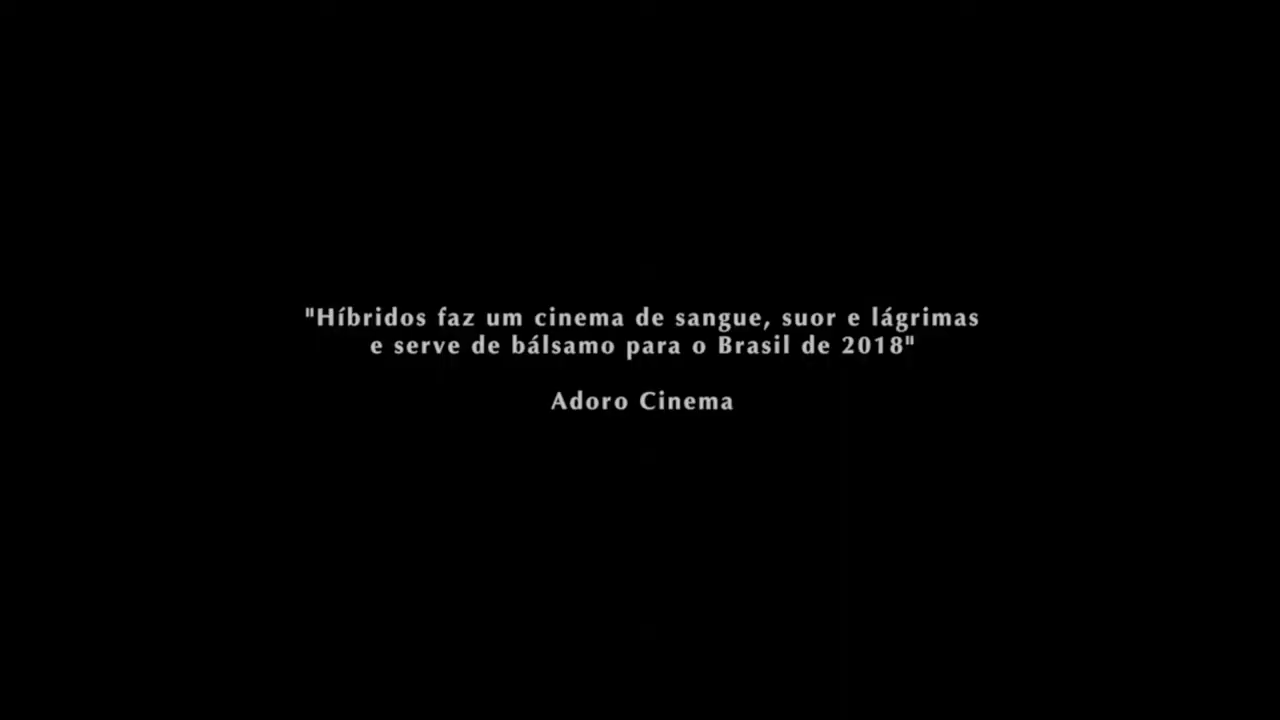 "Híbridos faz um cinema de sangue, suor e lágrimas
e serve de bálsamo para o Brasil de 2018"
Adoro Cinema